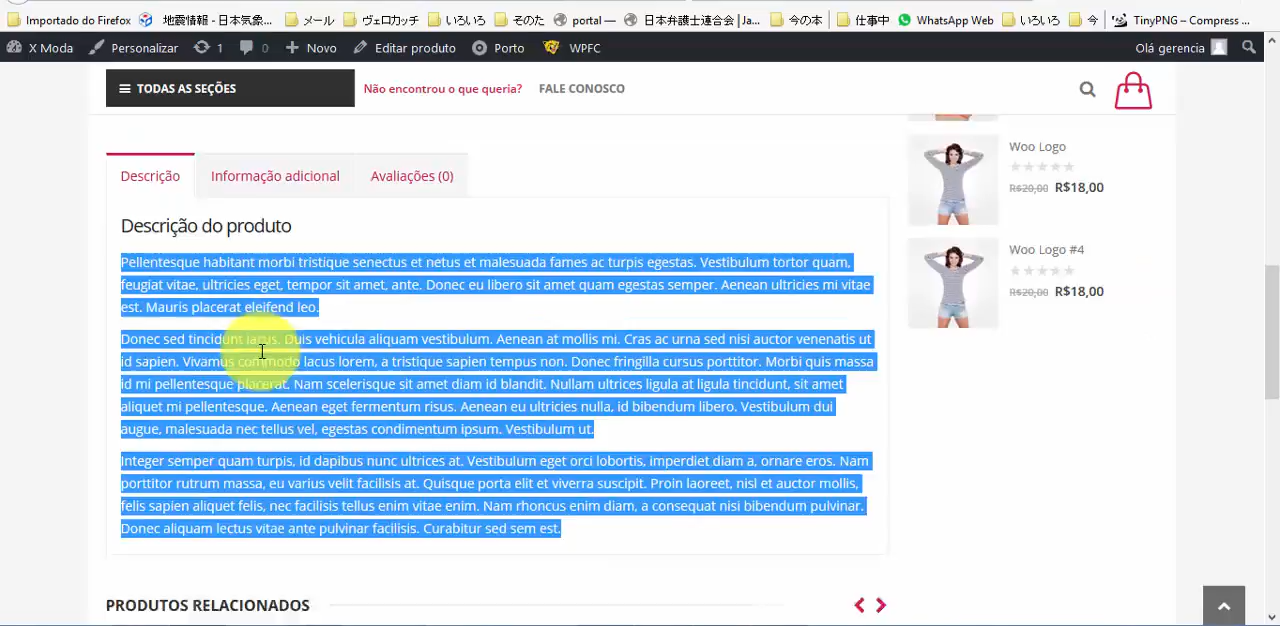 Importado do Firefox 地震情報 - 日本気象... メール ヴェロカッチ いろいろ そのた portal — 日本弁護士連合会 | Ja... 今の本 仕事中 WhatsApp Web いろいろ 今 TinyPNG – Compress ...
X Moda Personalizar 1 0 Novo Editar produto Porto WPFC Olá gerencia
TODAS AS SEÇÕES Não encontrou o que queria? FALE CONOSCO
Woo Logo
R$20,00 R$18,00
Woo Logo #4
R$20,00 R$18,00
Descrição Informação adicional Avaliações (0)
Descrição do produto
Pellentesque habitant morbi tristique senectus et netus et malesuada fames ac turpis egestas. Vestibulum tortor quam,
feugiat vitae, ultricies eget, tempor sit amet, ante. Donec eu libero sit amet quam egestas semper. Aenean ultricies mi vitae
est. Mauris placerat eleifend leo.
Donec sed tincidunt lacus. Duis vehicula aliquam vestibulum. Aenean at mollis mi. Cras ac urna sed nisi auctor venenatis ut
id sapien. Vivamus commodo lacus lorem, a tristique sapien tempus non. Donec fringilla cursus porttitor. Morbi quis massa
id mi pellentesque placerat. Nam scelerisque sit amet diam id blandit. Nullam ultrices ligula at ligula tincidunt, sit amet
aliquet mi pellentesque. Aenean eget fermentum risus. Aenean eu ultricies nulla, id bibendum libero. Vestibulum dui
augue, malesuada nec tellus vel, egestas condimentum ipsum. Vestibulum ut.
Integer semper quam turpis, id dapibus nunc ultrices at. Vestibulum eget orci lobortis, imperdiet diam a, ornare eros. Nam
porttitor rutrum massa, eu varius velit facilisis at. Quisque porta elit et viverra suscipit. Proin laoreet, nisl et auctor mollis,
felis sapien aliquet felis, nec facilisis tellus enim vitae enim. Nam rhoncus enim diam, a consequat nisi bibendum pulvinar.
Donec aliquam lectus vitae ante pulvinar facilisis. Curabitur sed sem est.
PRODUTOS RELACIONADOS